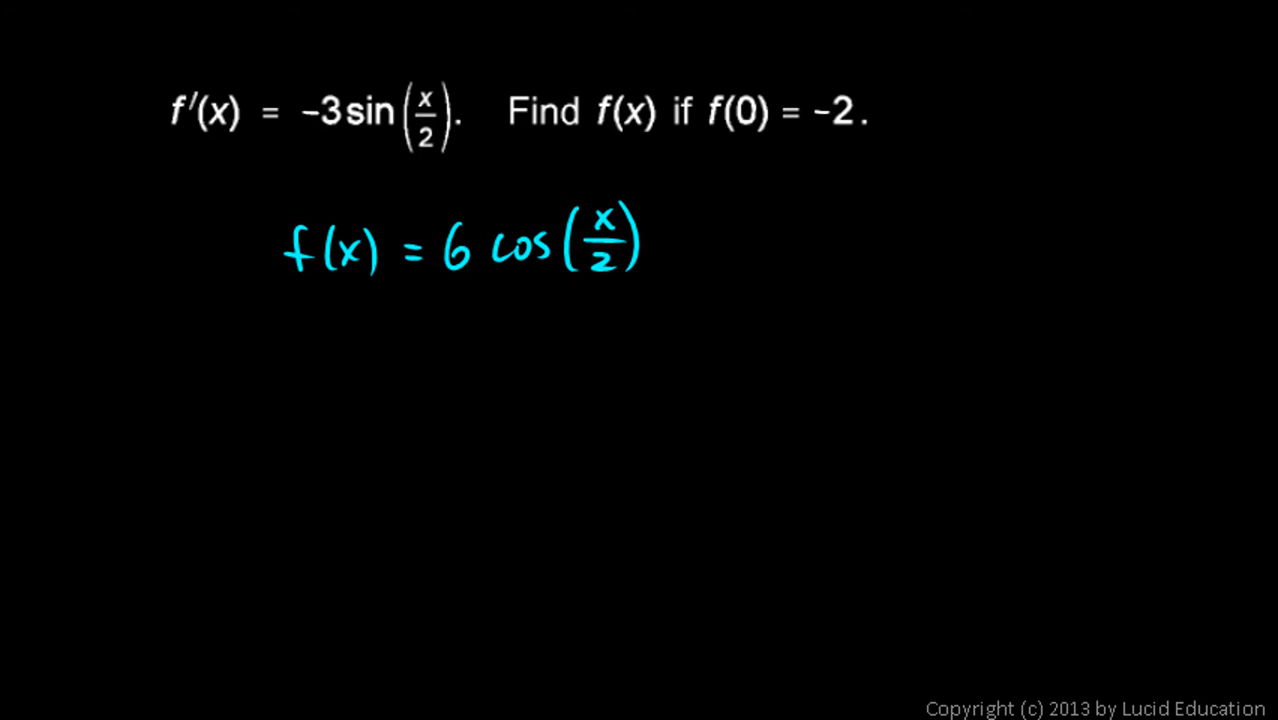 f′(x) = −3sin(x/2). Find f(x) if f(0) = −2.
f(x) = 6 cos(x/2)
Copyright (c) 2013 by Lucid Education